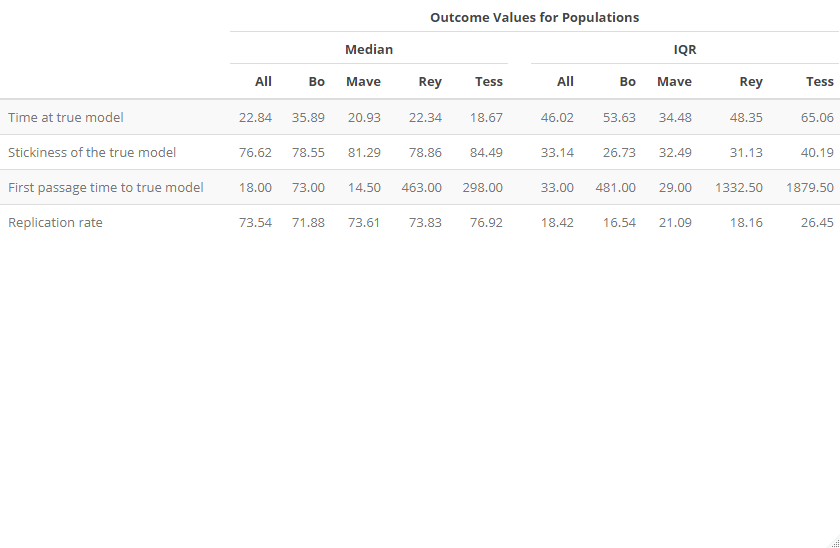 Outcome Values for Populations
Median IQR
All Bo Mave Rey Tess All Bo Mave Rey Tess
Time at true model 22.84 35.89 20.93 22.34 18.67 46.02 53.63 34.48 48.35 65.06
Stickiness of the true model 76.62 78.55 81.29 78.86 84.49 33.14 26.73 32.49 31.13 40.19
First passage time to true model 18.00 73.00 14.50 463.00 298.00 33.00 481.00 29.00 1332.50 1879.50
Replication rate 73.54 71.88 73.61 73.83 76.92 18.42 16.54 21.09 18.16 26.45